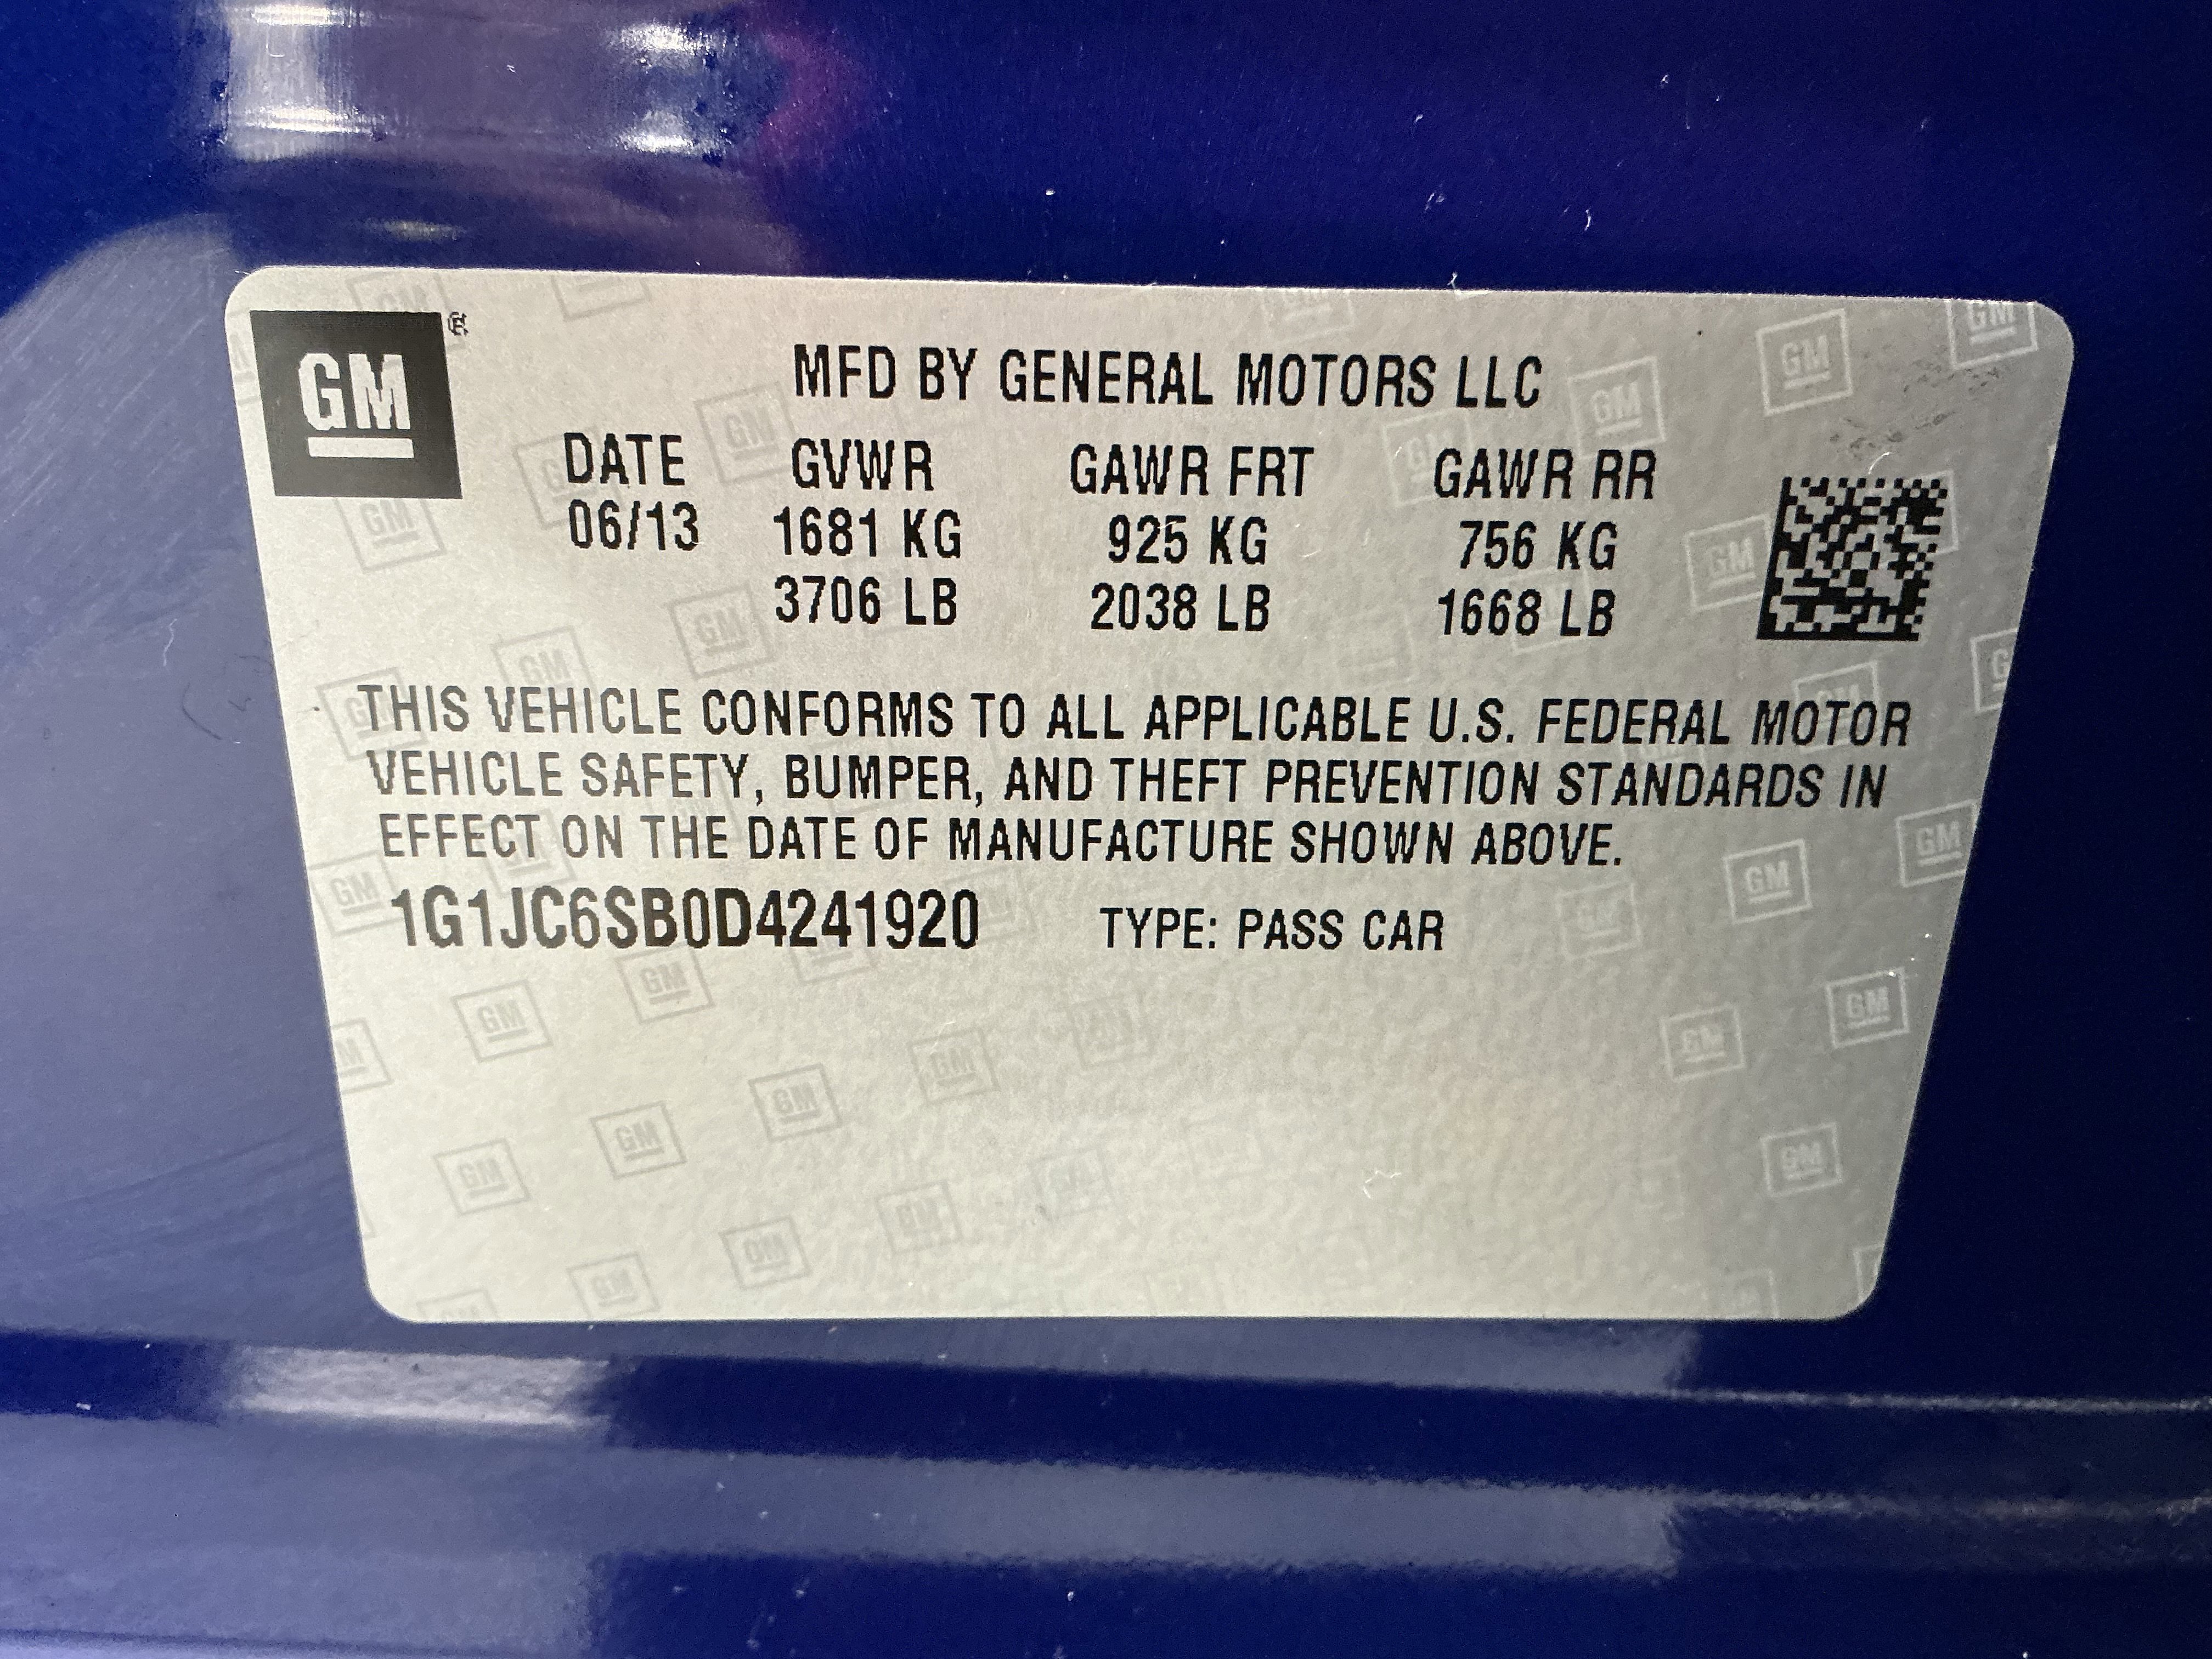 GM
MFD BY GENERAL MOTORS LLC
DATE GVWR GAWR FRT GAWR RR
06/13 1681 KG 925 KG 756 KG
3706 LB 2038 LB 1668 LB
THIS VEHICLE CONFORMS TO ALL APPLICABLE U.S. FEDERAL MOTOR
VEHICLE SAFETY, BUMPER, AND THEFT PREVENTION STANDARDS IN
EFFECT ON THE DATE OF MANUFACTURE SHOWN ABOVE.
1G1JC6SB0D4241920 TYPE: PASS CAR